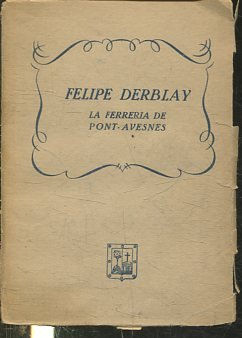 FELIPE DERBLAY
LA FERRERIA DE
PONT-AVESNES